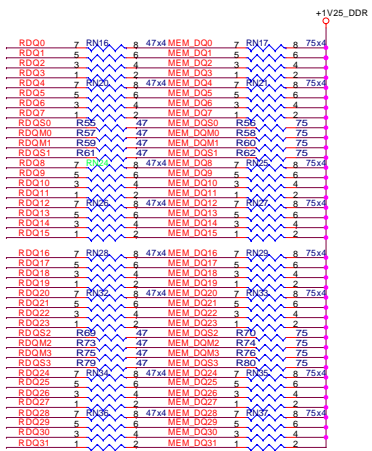 +1V25_DDR
RDQ0 7 RN16 8 47x4 MEM_DQ0 7 RN17 8 75x4
RDQ1 5 6 MEM_DQ1 5 6
RDQ2 3 4 MEM_DQ2 3 4
RDQ3 1 2 MEM_DQ3 1 2
RDQ4 7 RN20 8 47x4 MEM_DQ4 7 RN21 8 75x4
RDQ5 5 6 MEM_DQ5 5 6
RDQ6 3 4 MEM_DQ6 3 4
RDQ7 1 2 MEM_DQ7 1 2
RDQS0 R55 47 MEM_DQS0 R56 75
RDQM0 R57 47 MEM_DQM0 R58 75
RDQM1 R59 47 MEM_DQM1 R60 75
RDQS1 R61 47 MEM_DQS1 R62 75
RDQ8 7 RN24 8 47x4 MEM_DQ8 7 RN25 8 75x4
RDQ9 5 6 MEM_DQ9 5 6
RDQ10 3 4 MEM_DQ10 3 4
RDQ11 1 2 MEM_DQ11 1 2
RDQ12 7 RN26 8 47x4 MEM_DQ12 7 RN27 8 75x4
RDQ13 5 6 MEM_DQ13 5 6
RDQ14 3 4 MEM_DQ14 3 4
RDQ15 1 2 MEM_DQ15 1 2
RDQ16 7 RN28 8 47x4 MEM_DQ16 7 RN29 8 75x4
RDQ17 5 6 MEM_DQ17 5 6
RDQ18 3 4 MEM_DQ18 3 4
RDQ19 1 2 MEM_DQ19 1 2
RDQ20 7 RN32 8 47x4 MEM_DQ20 7 RN33 8 75x4
RDQ21 5 6 MEM_DQ21 5 6
RDQ22 3 4 MEM_DQ22 3 4
RDQ23 1 2 MEM_DQ23 1 2
RDQS2 R69 47 MEM_DQS2 R70 75
RDQM2 R73 47 MEM_DQM2 R74 75
RDQM3 R75 47 MEM_DQM3 R76 75
RDQS3 R79 47 MEM_DQS3 R80 75
RDQ24 7 RN34 8 47x4 MEM_DQ24 7 RN35 8 75x4
RDQ25 5 6 MEM_DQ25 5 6
RDQ26 3 4 MEM_DQ26 3 4
RDQ27 1 2 MEM_DQ27 1 2
RDQ28 7 RN36 8 47x4 MEM_DQ28 7 RN37 8 75x4
RDQ29 5 6 MEM_DQ29 5 6
RDQ30 3 4 MEM_DQ30 3 4
RDQ31 1 2 MEM_DQ31 1 2